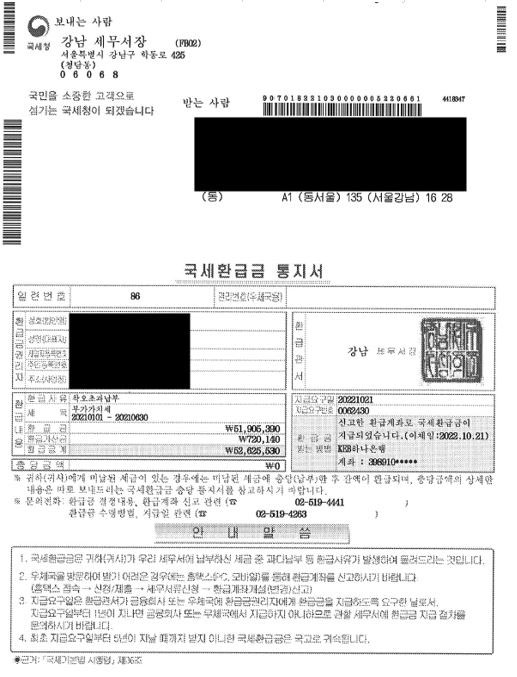 보내는 사람
국세청
강남 세무서장 (FB02)
서울특별시 강남구 학동로 425
(청담동)
06068
국민을 소중한 고객으로
섬기는 국세청이 되겠습니다
받는 사람
9070182210300000065220661
4418347
(동) A1 (동서울) 135 (서울강남) 16 28
국세환급금 통지서
일련번호 86 관리번호(우체국용)
환급금권리자
상호(법인명)
성명(대표자)
사업자등록번호
주민등록번호
주소(사업장)
환급관서
강남 세무서장
환급내용
환급사유 착오초과납부
세목 부가가치세
20210101 - 20210630
환급금 ₩51,905,390
환급가산금 ₩720,140
환급금계 ₩52,625,530
충당금액 ₩0
지급요구일 20221021
지급요구번호 0062430
환급금
받는 방법
신고한 환급계좌로 국세환급금이
지급되었습니다.(이체일:2022.10.21)
KEB하나은행
계좌 : 398910*****
※ 귀하(귀사)에게 미납된 세금이 있는 경우에는 미납된 세금에 충당(납부)한 후 잔액이 환급되며, 충당금액의 상세한
내용은 따로 보내드리는 국세환급금 충당 통지서를 참고하시기 바랍니다.
※ 문의전화: 환급금 결정내용, 환급계좌 신고 관련 (☎ 02-519-4441 )
환급금 수령방법, 지급일 관련 (☎ 02-519-4263 )
안내말씀
1. 국세환급금은 귀하(귀사)가 우리 세무서에 납부하신 세금 중 과다납부 등 환급사유가 발생하여 돌려드리는 것입니다.
2. 우체국을 방문하여 받기 어려운 경우에는 홈택스(PC, 모바일)를 통해 환급계좌를 신고하시기 바랍니다.
(홈택스 접속 → 신청/제출 → 세무서류신청 → 환급계좌개설(변경)신고)
3. 지급요구일은 환급관서가 금융회사 또는 우체국에 환급금권리자에게 환급금을 지급하도록 요구한 날로서,
지급요구일부터 1년이 지나면 금융회사 또는 우체국에서 지급하지 아니하므로 관할 세무서에 환급금 지급 절차를
문의하시기 바랍니다.
4. 최초 지급요구일부터 5년이 지날 때까지 받지 아니한 국세환급금은 국고로 귀속됩니다.
※근거: 「국세기본법 시행령」 제36조